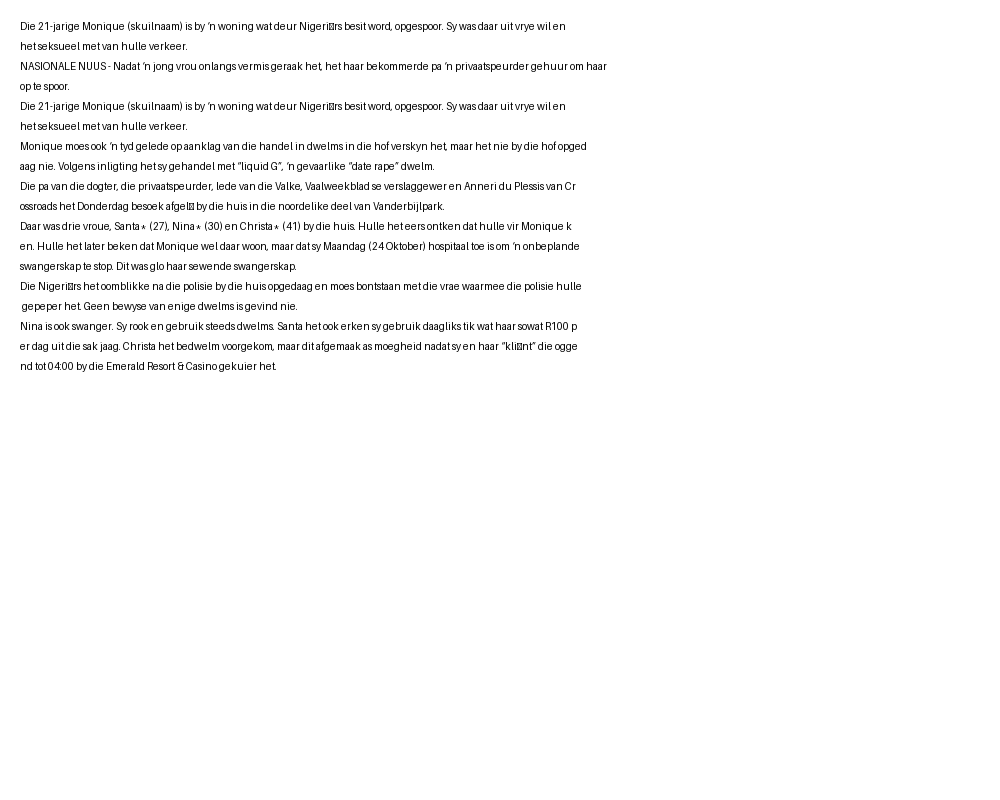 Die 21-jarige Monique (skuilnaam) is by ’n woning wat deur Nigeri□rs besit word, opgespoor. Sy was daar uit vrye wil en
het seksueel met van hulle verkeer.
NASIONALE NUUS - Nadat ’n jong vrou onlangs vermis geraak het, het haar bekommerde pa ’n privaatspeurder gehuur om haar
op te spoor.
Die 21-jarige Monique (skuilnaam) is by ’n woning wat deur Nigeri□rs besit word, opgespoor. Sy was daar uit vrye wil en
het seksueel met van hulle verkeer.
Monique moes ook ’n tyd gelede op aanklag van die handel in dwelms in die hof verskyn het, maar het nie by die hof opged
aag nie. Volgens inligting het sy gehandel met “liquid G”, ’n gevaarlike “date rape” dwelm.
Die pa van die dogter, die privaatspeurder, lede van die Valke, Vaalweekblad se verslaggewer en Anneri du Plessis van Cr
ossroads het Donderdag besoek afgel□ by die huis in die noordelike deel van Vanderbijlpark.
Daar was drie vroue, Santa* (27), Nina* (30) en Christa* (41) by die huis. Hulle het eers ontken dat hulle vir Monique k
en. Hulle het later beken dat Monique wel daar woon, maar dat sy Maandag (24 Oktober) hospitaal toe is om ’n onbeplande
swangerskap te stop. Dit was glo haar sewende swangerskap.
Die Nigeri□rs het oomblikke na die polisie by die huis opgedaag en moes bontstaan met die vrae waarmee die polisie hulle
gepeper het. Geen bewyse van enige dwelms is gevind nie.
Nina is ook swanger. Sy rook en gebruik steeds dwelms. Santa het ook erken sy gebruik daagliks tik wat haar sowat R100 p
er dag uit die sak jaag. Christa het bedwelm voorgekom, maar dit afgemaak as moegheid nadat sy en haar “kli□nt” die ogge
nd tot 04:00 by die Emerald Resort & Casino gekuier het.